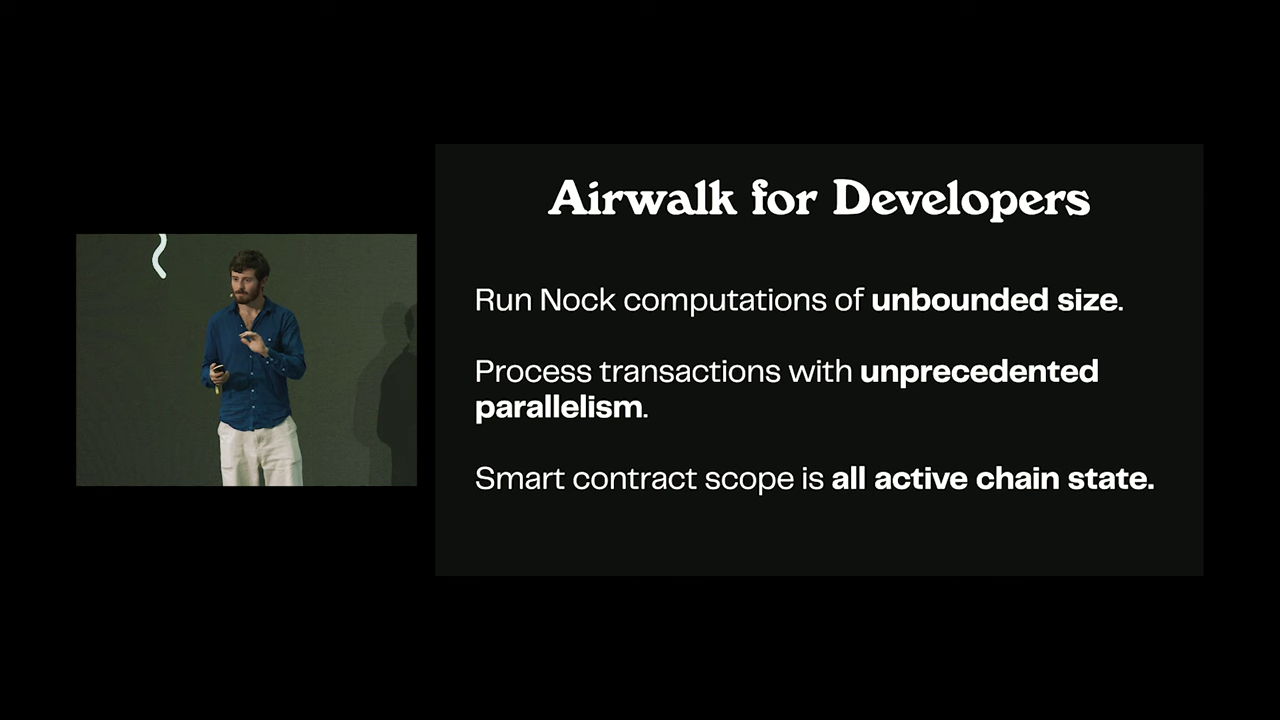 Airwalk for Developers
Run Nock computations of unbounded size.
Process transactions with unprecedented
parallelism.
Smart contract scope is all active chain state.